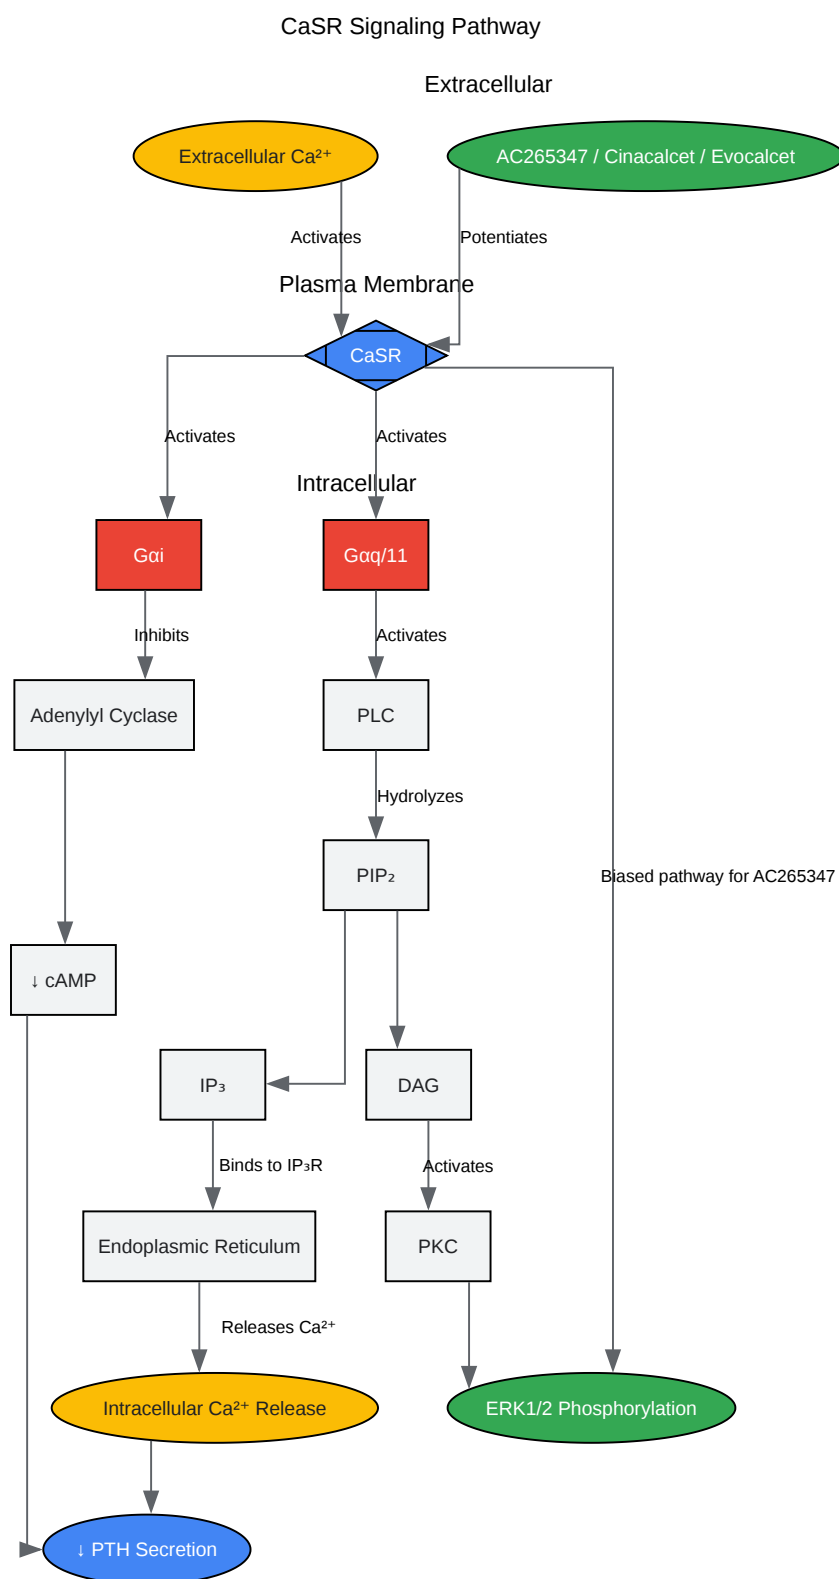 CaSR Signaling Pathway
Extracellular
Extracellular Ca²⁺
AC265347 / Cinacalcet / Evocalcet
Activates
Potentiates
Plasma Membrane
CaSR
Activates
Activates
Intracellular
Gαi
Gαq/11
Inhibits
Activates
Adenylyl Cyclase
PLC
Hydrolyzes
PIP₂
Biased pathway for AC265347
↓ cAMP
IP₃
DAG
Binds to IP₃R
Activates
Endoplasmic Reticulum
PKC
Releases Ca²⁺
Intracellular Ca²⁺ Release
ERK1/2 Phosphorylation
↓ PTH Secretion